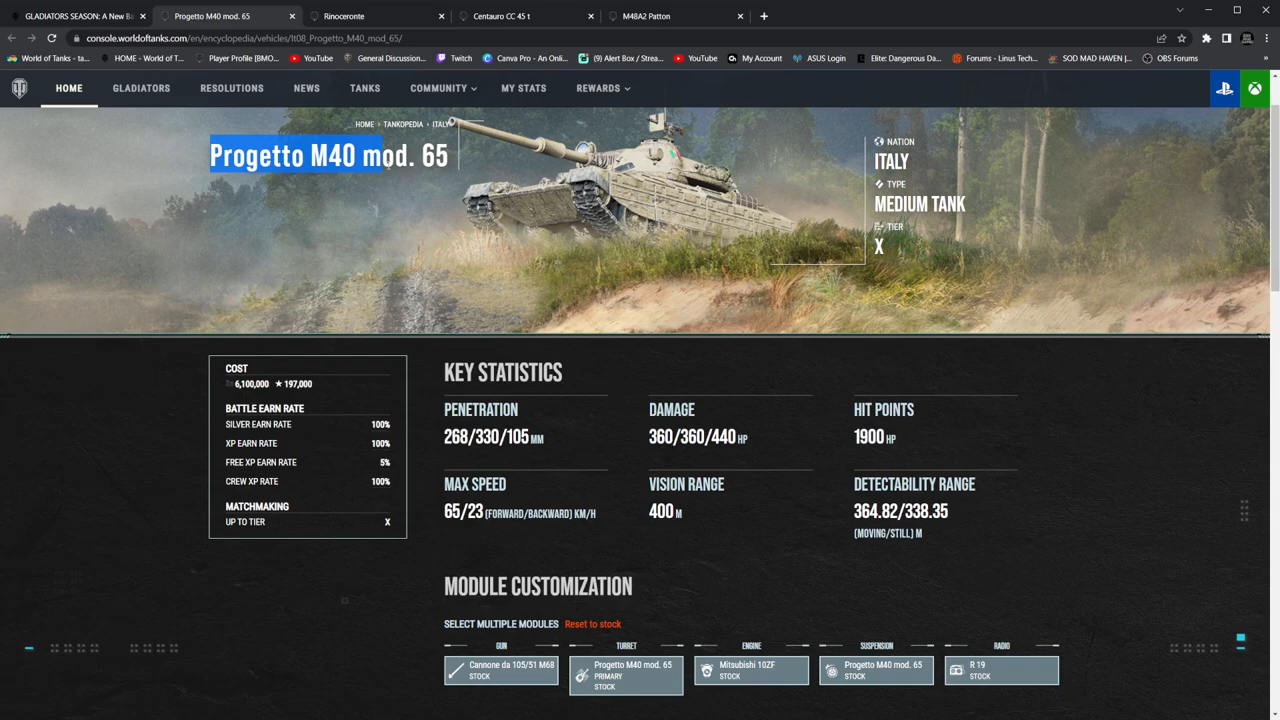 GLADIATORS SEASON: A New Ba
Progetto M40 mod. 65
Rinoceronte
Centauro CC 45 t
M48A2 Patton
console.worldoftanks.com/en/encyclopedia/vehicles/It08_Progetto_M40_mod_65/
World of Tanks - ta...
HOME - World of T...
Player Profile [BMO...
YouTube
General Discussion...
Twitch
Canva Pro - An Onli...
(9) Alert Box / Strea...
YouTube
My Account
ASUS Login
Elite: Dangerous Da...
Forums - Linus Tech...
SOD MAD HAVEN |...
OBS Forums
HOME
GLADIATORS
RESOLUTIONS
NEWS
TANKS
COMMUNITY
MY STATS
REWARDS
HOME › TANKOPEDIA › ITALY
Progetto M40 mod. 65
NATION
ITALY
TYPE
MEDIUM TANK
TIER
X
COST
6,100,000 ★ 197,000
BATTLE EARN RATE
SILVER EARN RATE 100%
XP EARN RATE 100%
FREE XP EARN RATE 5%
CREW XP RATE 100%
MATCHMAKING
UP TO TIER X
KEY STATISTICS
PENETRATION
268/330/105 MM
DAMAGE
360/360/440 HP
HIT POINTS
1900 HP
MAX SPEED
65/23 (FORWARD/BACKWARD) KM/H
VISION RANGE
400 M
DETECTABILITY RANGE
364.82/338.35
(MOVING/STILL) M
MODULE CUSTOMIZATION
SELECT MULTIPLE MODULES Reset to stock
GUN
Cannone da 105/51 M68
STOCK
TURRET
Progetto M40 mod. 65
PRIMARY
STOCK
ENGINE
Mitsubishi 10ZF
STOCK
SUSPENSION
Progetto M40 mod. 65
STOCK
RADIO
R 19
STOCK